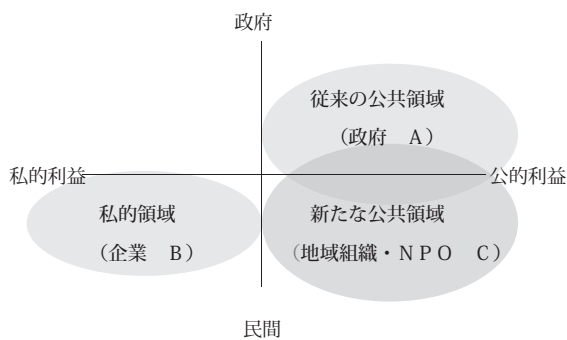 政府
従来の公共領域
（政府　Ａ）
私的利益
公的利益
私的領域
（企業　Ｂ）
新たな公共領域
（地域組織・ＮＰＯ　Ｃ）
民間